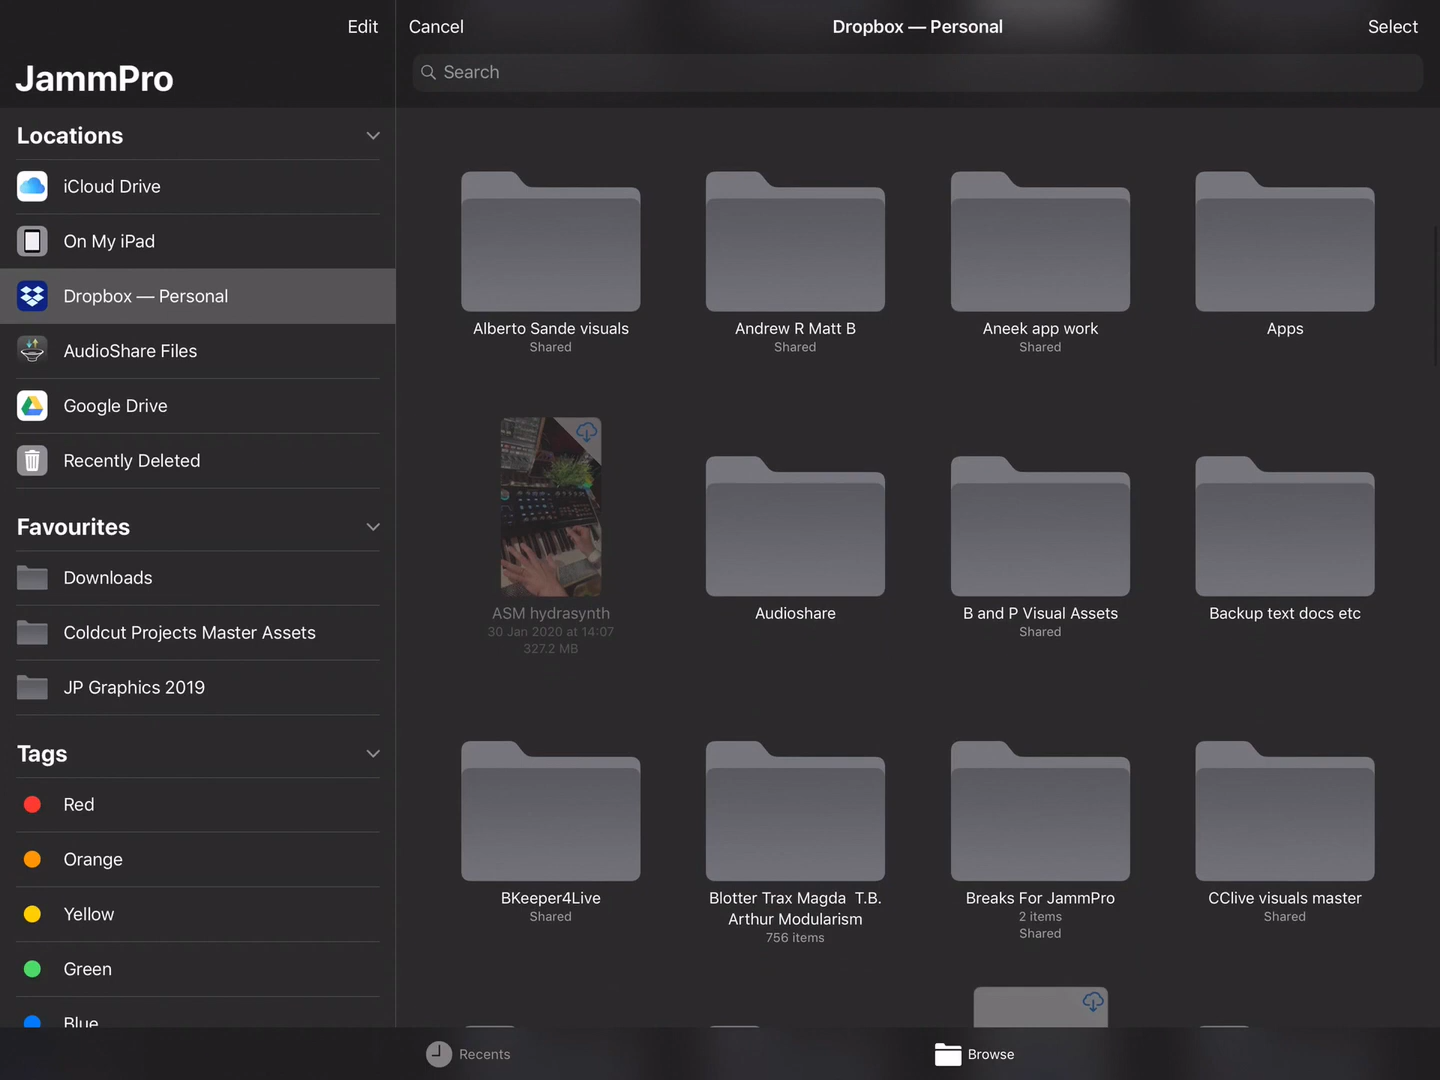 Edit
Cancel
Dropbox — Personal
Select
JammPro
Search
Locations
iCloud Drive
On My iPad
Dropbox — Personal
AudioShare Files
Google Drive
Recently Deleted
Favourites
Downloads
Coldcut Projects Master Assets
JP Graphics 2019
Tags
Red
Orange
Yellow
Green
Blue
Alberto Sande visuals
Shared
Andrew R Matt B
Shared
Aneek app work
Shared
Apps
ASM hydrasynth
30 Jan 2020 at 14:07
327.2 MB
Audioshare
B and P Visual Assets
Shared
Backup text docs etc
BKeeper4Live
Shared
Blotter Trax Magda T.B.
Arthur Modularism
756 items
Breaks For JammPro
2 items
Shared
CClive visuals master
Shared
Recents
Browse